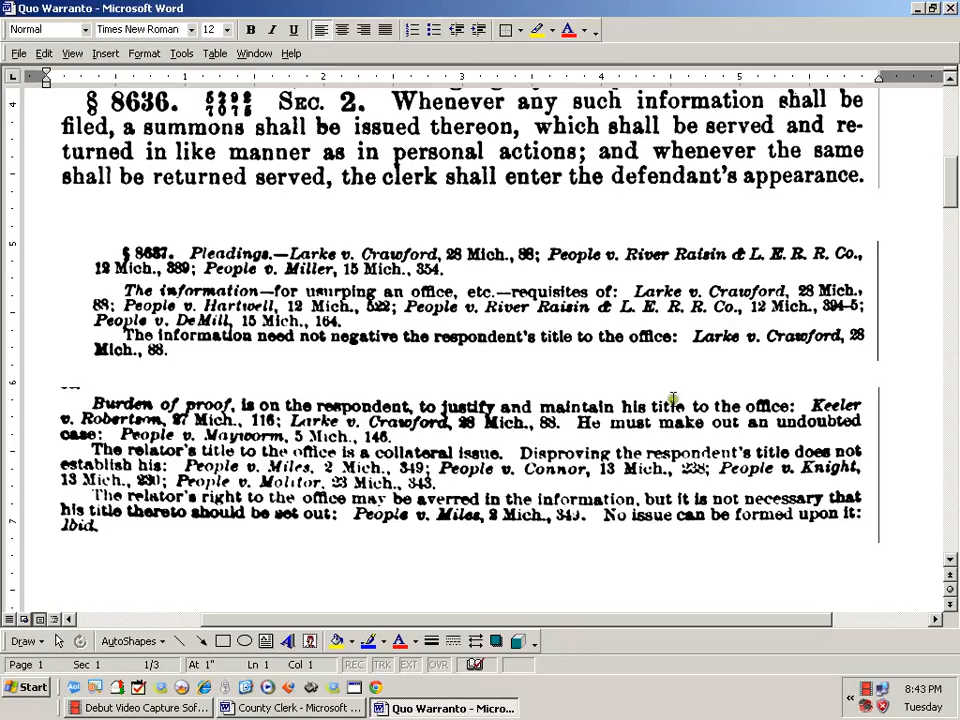 Quo Warranto - Microsoft Word
Normal Times New Roman 12 B I U
File Edit View Insert Format Tools Table Window Help
1 2 3 4 5
§ 8636. SEC. 2. Whenever any such information shall be
filed, a summons shall be issued thereon, which shall be served and re-
turned in like manner as in personal actions; and whenever the same
shall be returned served, the clerk shall enter the defendant's appearance.
§ 8637. Pleadings.—Larke v. Crawford, 28 Mich., 88; People v. River Raisin & L. E. R. R. Co.,
12 Mich., 389; People v. Miller, 15 Mich., 354.
The information—for usurping an office, etc.—requisites of: Larke v. Crawford, 28 Mich.,
88; People v. Hartwell, 12 Mich., 522; People v. River Raisin & L. E. R. R. Co., 12 Mich., 394-5;
People v. DeMill, 15 Mich., 164.
The information need not negative the respondent's title to the office: Larke v. Crawford, 28
Mich., 88.
Burden of proof, is on the respondent, to justify and maintain his title to the office: Keeler
v. Robertson, 27 Mich., 116; Larke v. Crawford, 28 Mich., 88. He must make out an undoubted
case: People v. Mayworm, 5 Mich., 146.
The relator's title to the office is a collateral issue. Disproving the respondent's title does not
establish his: People v. Miles, 2 Mich., 349; People v. Connor, 13 Mich., 238; People v. Knight,
13 Mich., 230; People v. Molitor, 23 Mich., 343.
The relator's right to the office may be averred in the information, but it is not necessary that
his title thereto should be set out: People v. Miles, 2 Mich., 349. No issue can be formed upon it:
Ibid.
Draw AutoShapes
Page 1 Sec 1 1/3 At 1" Ln 1 Col 1 REC TRK EXT OVR
Start 8:43 PM
Tuesday
Debut Video Capture Sof... County Clerk - Microsoft ... Quo Warranto - Micro...